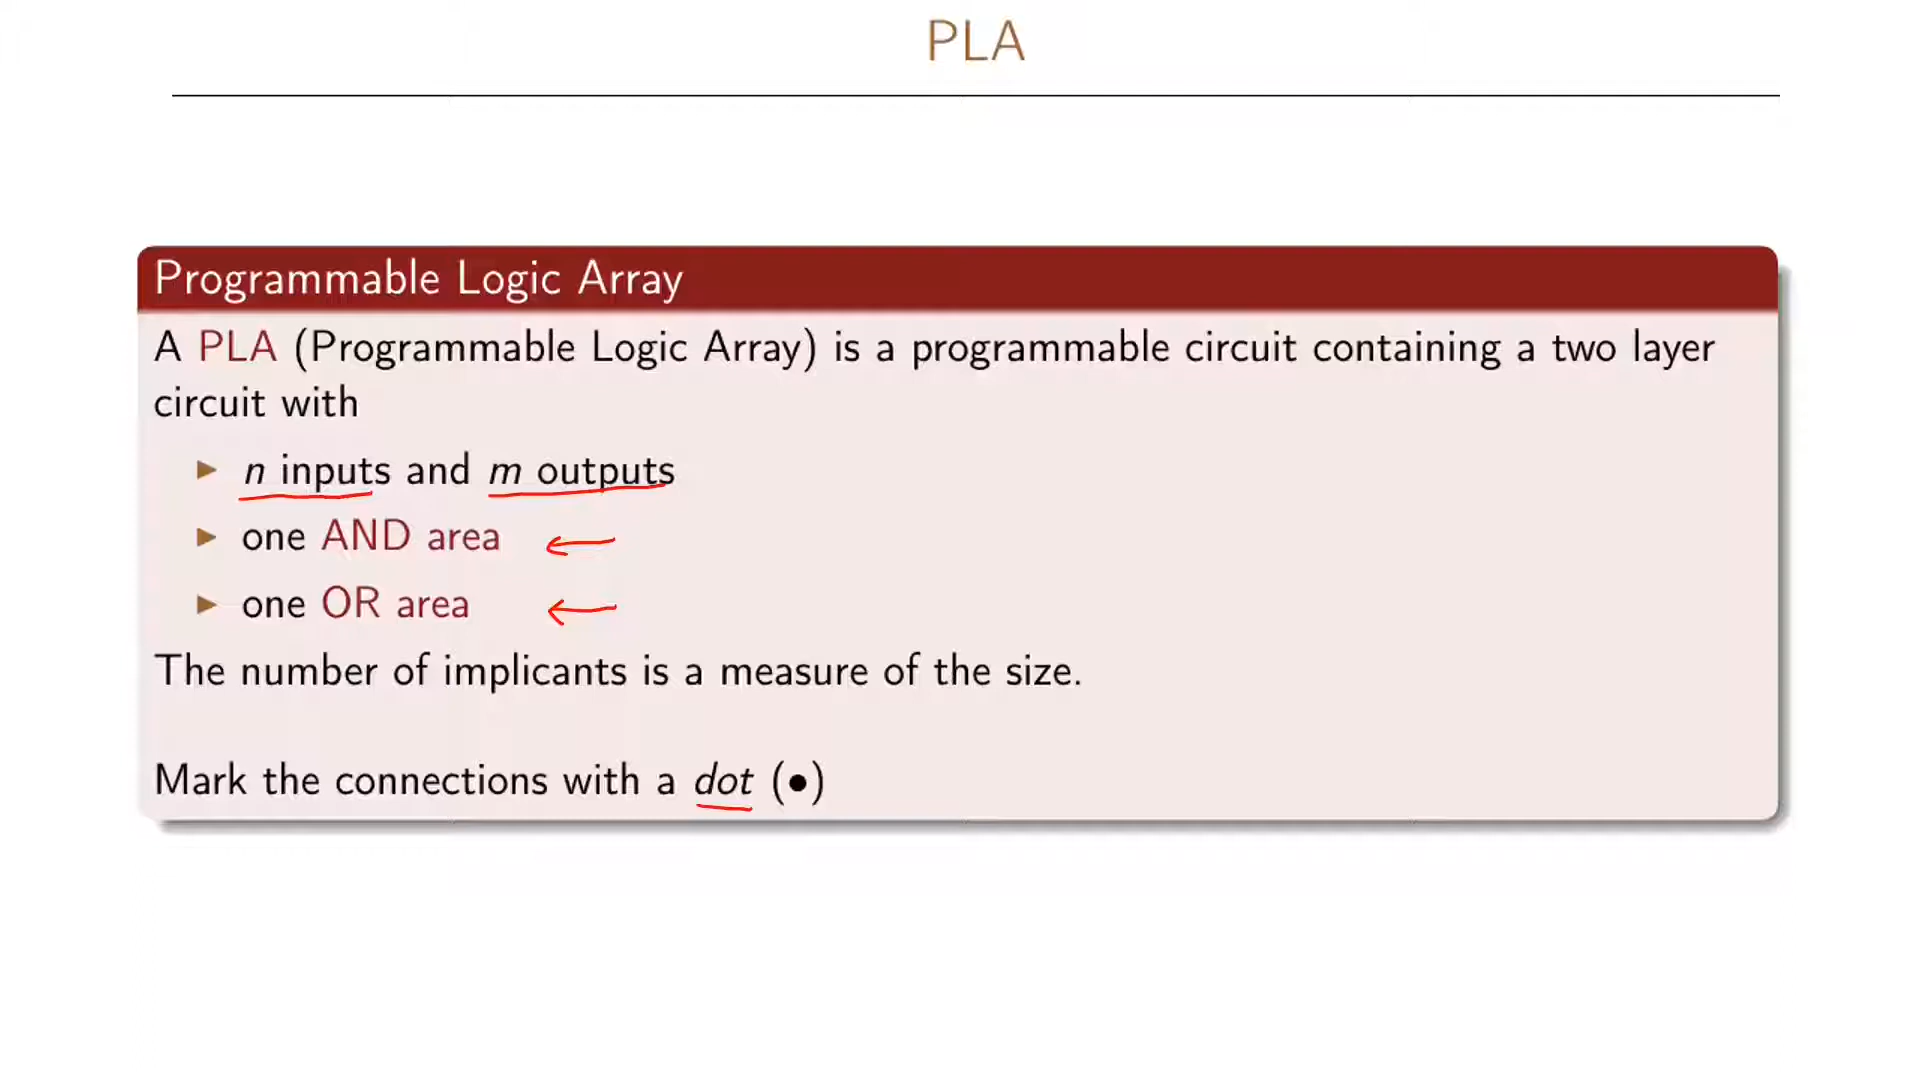 PLA
Programmable Logic Array
A PLA (Programmable Logic Array) is a programmable circuit containing a two layer
circuit with
▶ n inputs and m outputs
▶ one AND area
▶ one OR area
The number of implicants is a measure of the size.
Mark the connections with a dot (•)